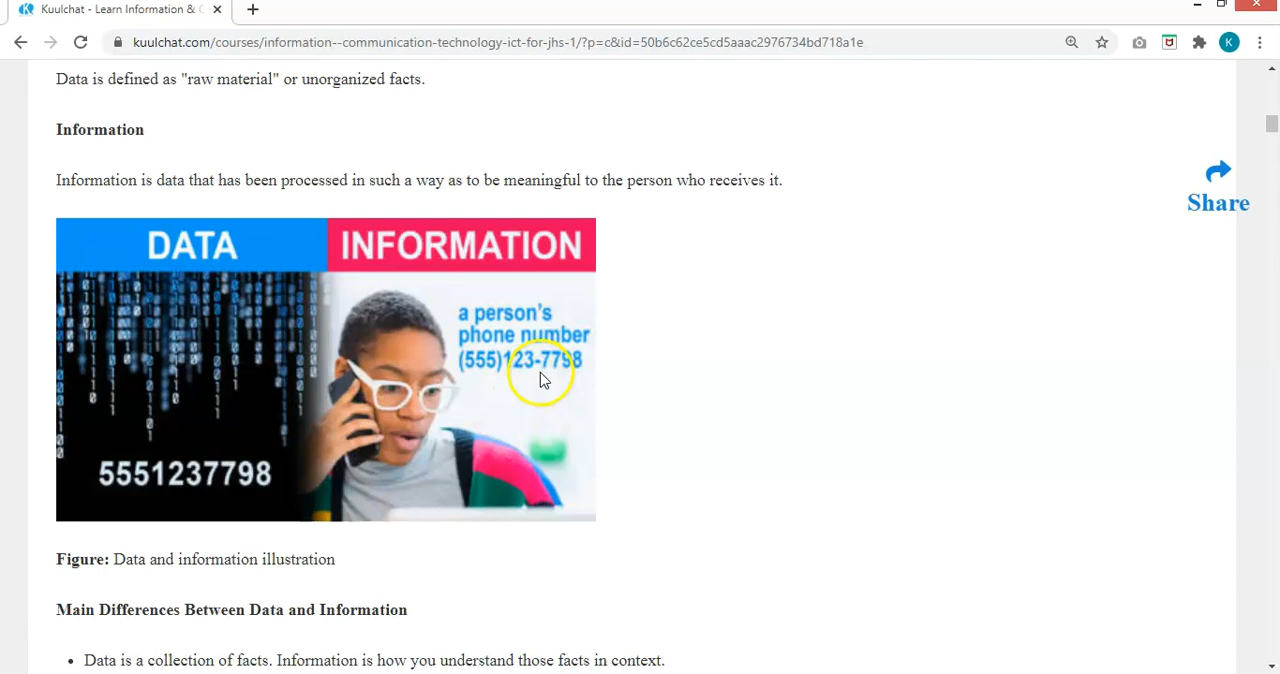 Kuulchat - Learn Information & C
kuulchat.com/courses/information--communication-technology-ict-for-jhs-1/?p=c&id=50b6c62ce5cd5aaac2976734bd718a1e
K
Data is defined as "raw material" or unorganized facts.
Information
Information is data that has been processed in such a way as to be meaningful to the person who receives it.
Share
DATA
INFORMATION
a person's
phone number
(555)123-7798
5551237798
Figure: Data and information illustration
Main Differences Between Data and Information
• Data is a collection of facts. Information is how you understand those facts in context.